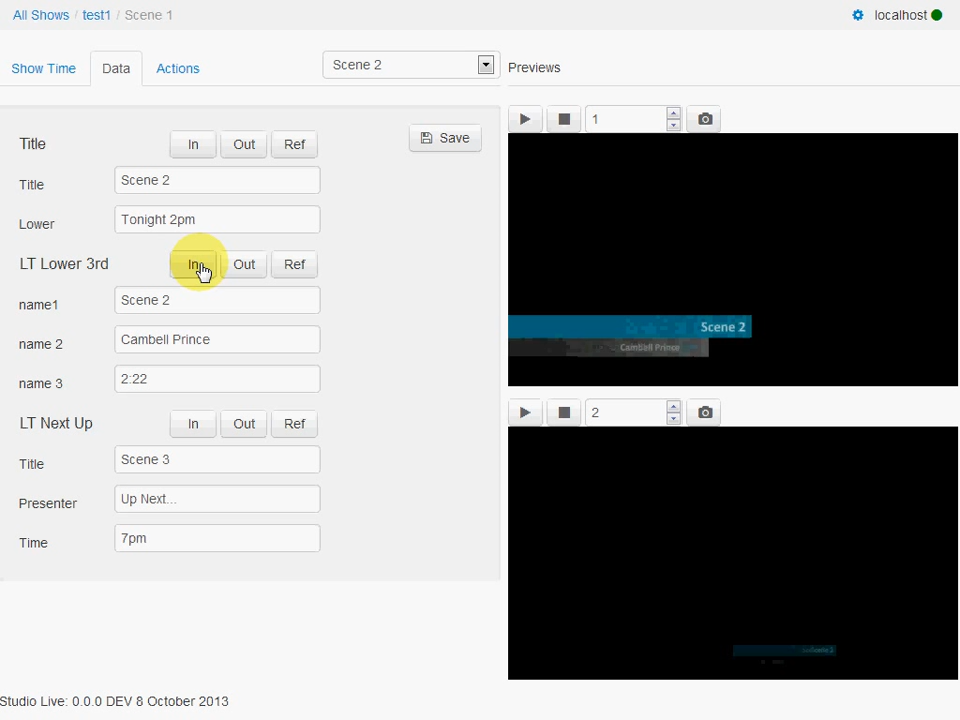 All Shows / test1 / Scene 1
localhost
Show Time
Data
Actions
Scene 2
Previews
1
Title
In
Out
Ref
Save
Title
Scene 2
Lower
Tonight 2pm
LT Lower 3rd
In
Out
Ref
name1
Scene 2
name 2
Cambell Prince
name 3
2:22
LT Next Up
In
Out
Ref
Title
Scene 3
Presenter
Up Next...
Time
7pm
Scene 2
Cambell Prince
2
Studio Live: 0.0.0 DEV 8 October 2013